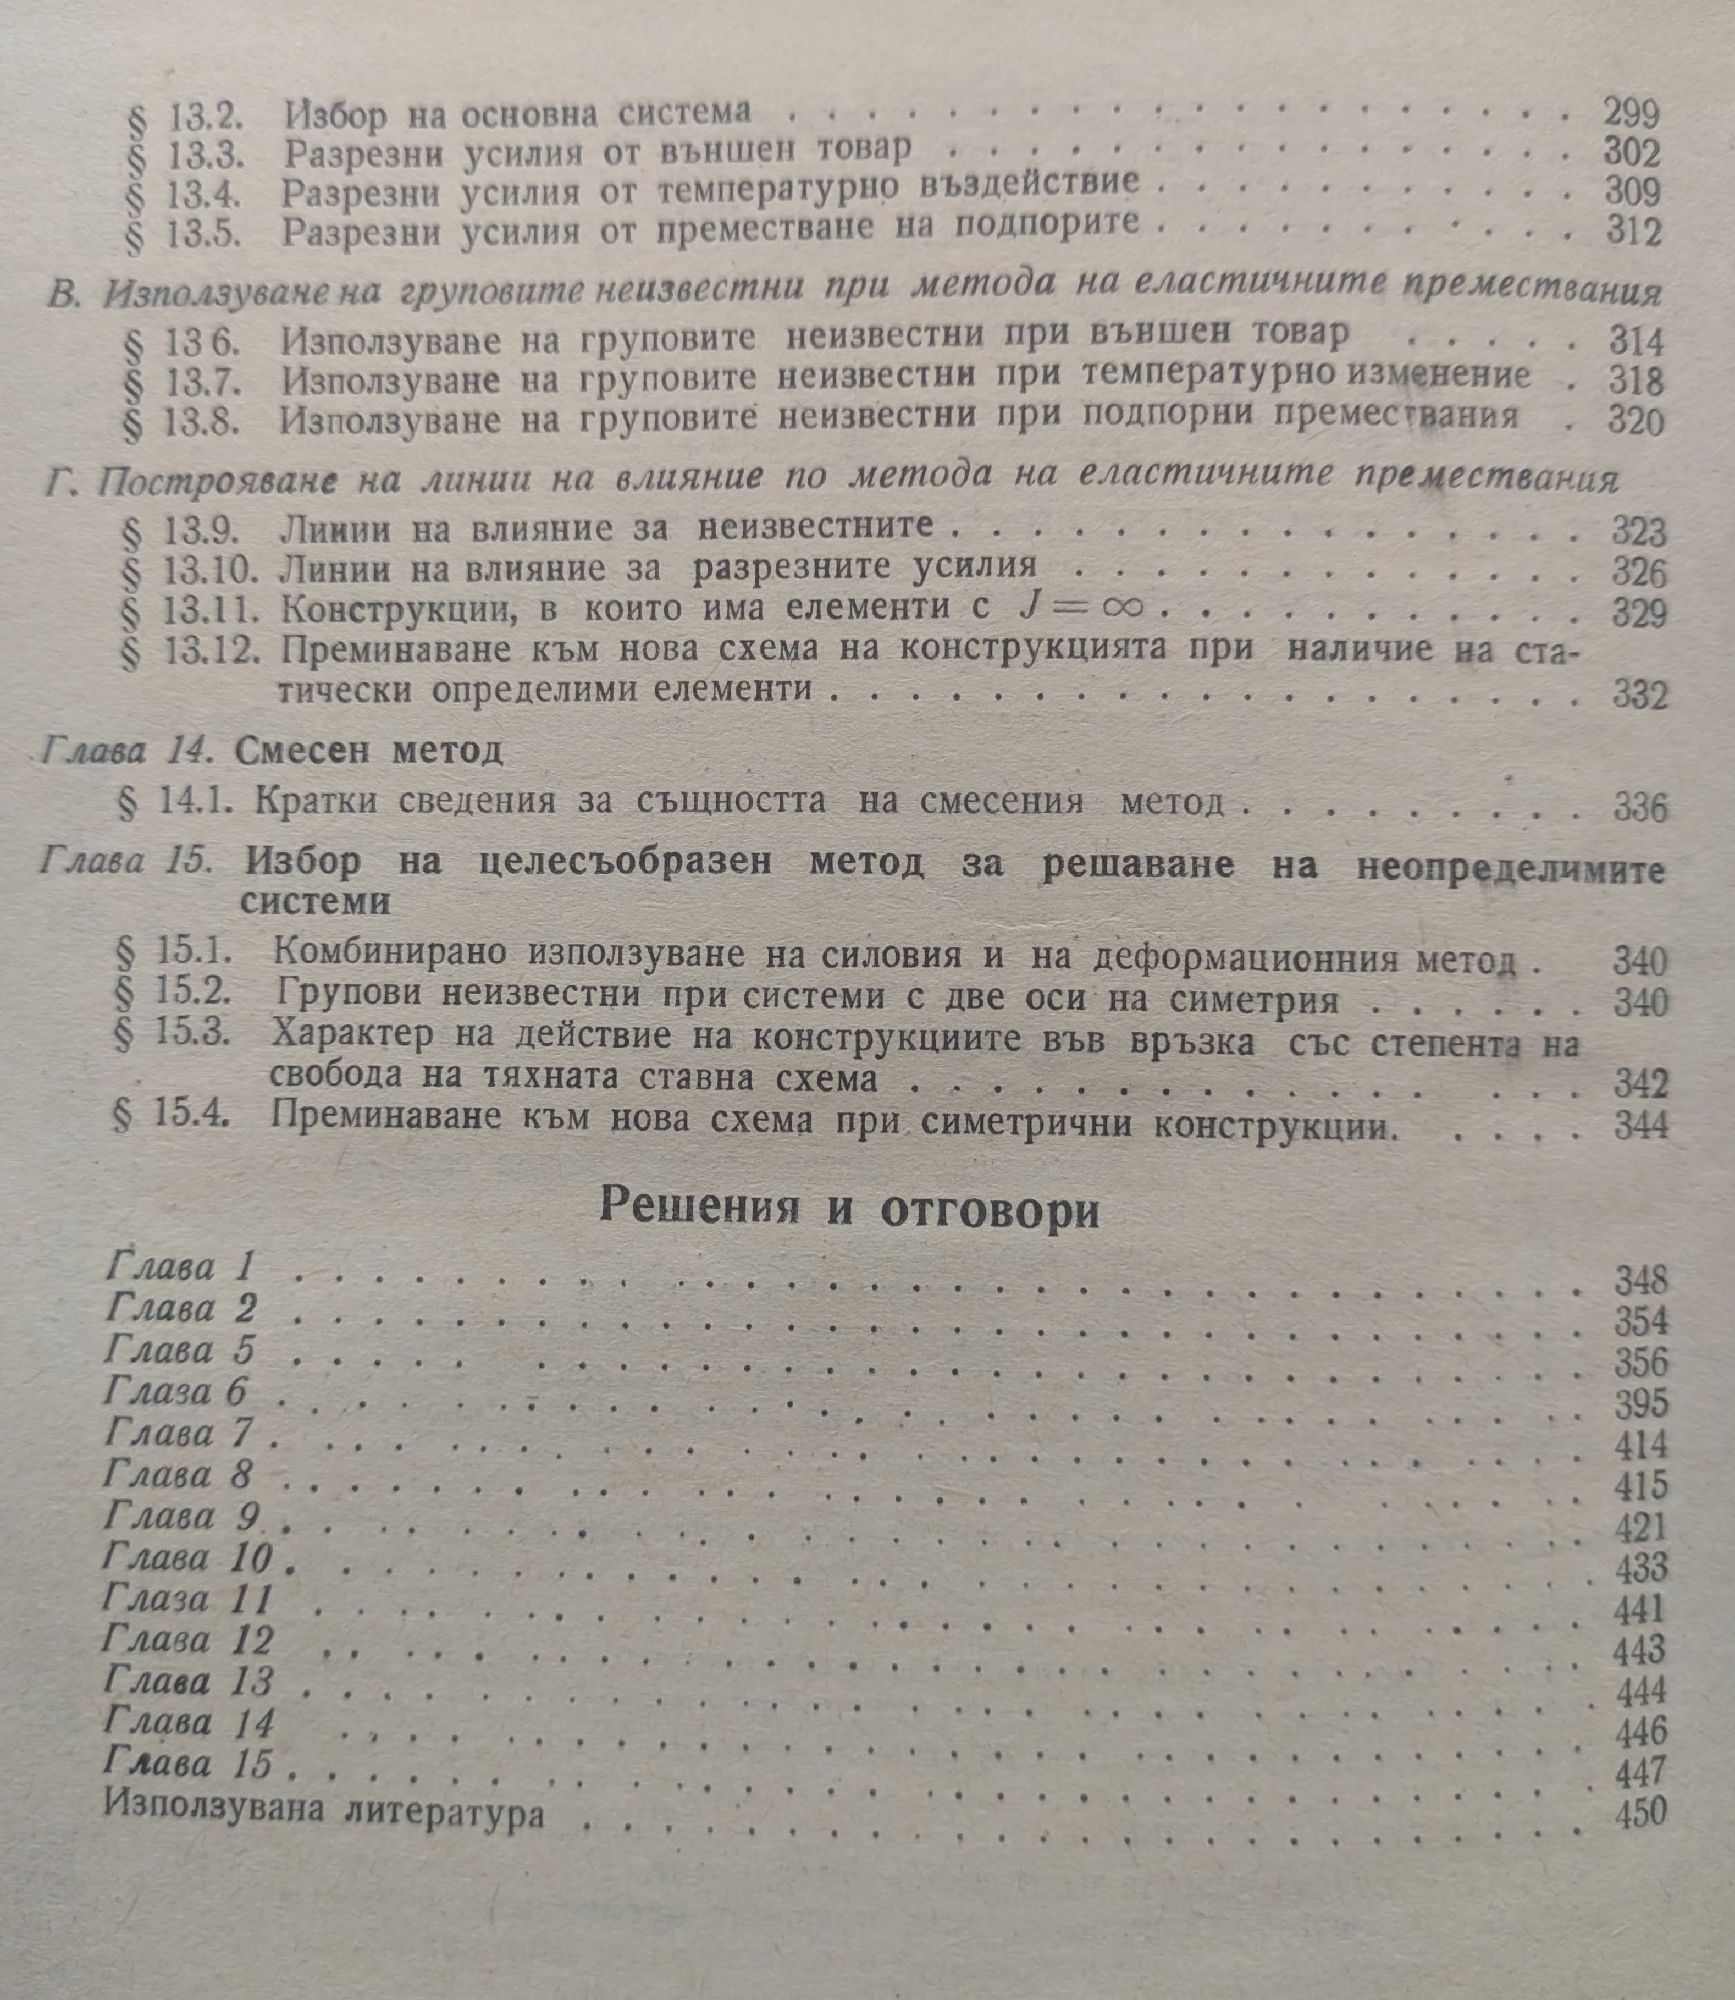 § 13.2. Избор на основна система . . . . . . . . . . . . . . . . . . . . 299
§ 13.3. Разрезни усилия от външен товар . . . . . . . . . . . . . . . . 302
§ 13.4. Разрезни усилия от температурно въздействие . . . . . . . . . . . 309
§ 13.5. Разрезни усилия от преместване на подпорите . . . . . . . . . . . 312
В. Използуване на груповите неизвестни при метода на еластичните премествания
§ 13 6. Използуване на груповите неизвестни при външен товар . . . . . 314
§ 13.7. Използуване на груповите неизвестни при температурно изменение . 318
§ 13.8. Използуване на груповите неизвестни при подпорни премествания . 320
Г. Построяване на линии на влияние по метода на еластичните премествания
§ 13.9. Линии на влияние за неизвестните . . . . . . . . . . . . . . . . 323
§ 13.10. Линии на влияние за разрезните усилия . . . . . . . . . . . . . 326
§ 13.11. Конструкции, в които има елементи с J = ∞ . . . . . . . . . . . 329
§ 13.12. Преминаване към нова схема на конструкцията при наличие на ста-
тически определими елементи . . . . . . . . . . . . . . . . . . . 332
Глава 14. Смесен метод
§ 14.1. Кратки сведения за същността на смесения метод . . . . . . . . . 336
Глава 15. Избор на целесъобразен метод за решаване на неопределимите
системи
§ 15.1. Комбинирано използуване на силовия и на деформационния метод . 340
§ 15.2. Групови неизвестни при системи с две оси на симетрия . . . . . . 340
§ 15.3. Характер на действие на конструкциите във връзка със степента на
свобода на тяхната ставна схема . . . . . . . . . . . . . . . . 342
§ 15.4. Преминаване към нова схема при симетрични конструкции. . . . . 344
Решения и отговори
Глава 1 . . . . . . . . . . . . . . . . . . . . . . . . . . . . . . . . 348
Глава 2 . . . . . . . . . . . . . . . . . . . . . . . . . . . . . . . . 354
Глава 5 . . . . . . . . . . . . . . . . . . . . . . . . . . . . . . . 356
Глаза 6 . . . . . . . . . . . . . . . . . . . . . . . . . . . . . . . 395
Глава 7 . . . . . . . . . . . . . . . . . . . . . . . . . . . . . . . 414
Глава 8 . . . . . . . . . . . . . . . . . . . . . . . . . . . . . . . 415
Глава 9 . . . . . . . . . . . . . . . . . . . . . . . . . . . . . . . 421
Глава 10 . . . . . . . . . . . . . . . . . . . . . . . . . . . . . . . 433
Глаза 11 . . . . . . . . . . . . . . . . . . . . . . . . . . . . . . 441
Глава 12 . . . . . . . . . . . . . . . . . . . . . . . . . . . . . . 443
Глава 13 . . . . . . . . . . . . . . . . . . . . . . . . . . . . . . 444
Глава 14 . . . . . . . . . . . . . . . . . . . . . . . . . . . . . . 446
Глава 15 . . . . . . . . . . . . . . . . . . . . . . . . . . . . . . 447
Използувана литература . . . . . . . . . . . . . . . . . . . . . . . . . 450